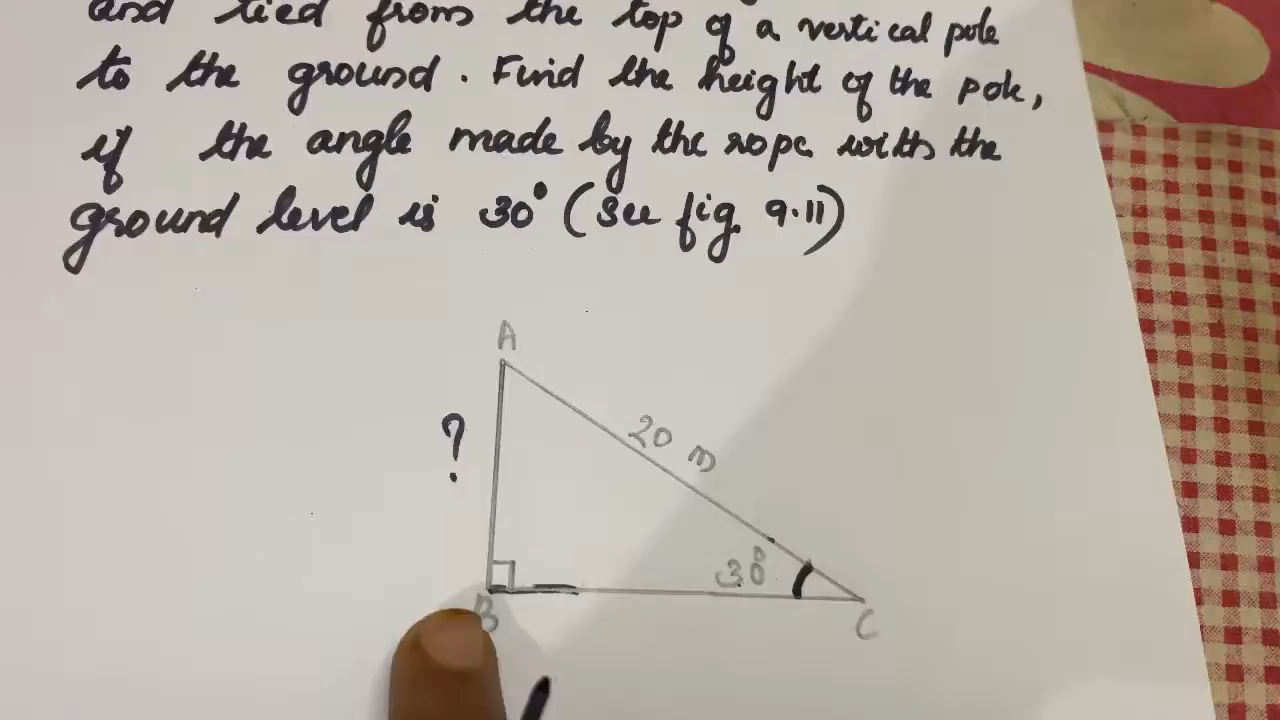 and tied from the top of a vertical pole
to the ground. Find the height of the pole,
if the angle made by the rope with the
ground level is 30° (see fig 9.11)
A
?
20 m
30°
B
C